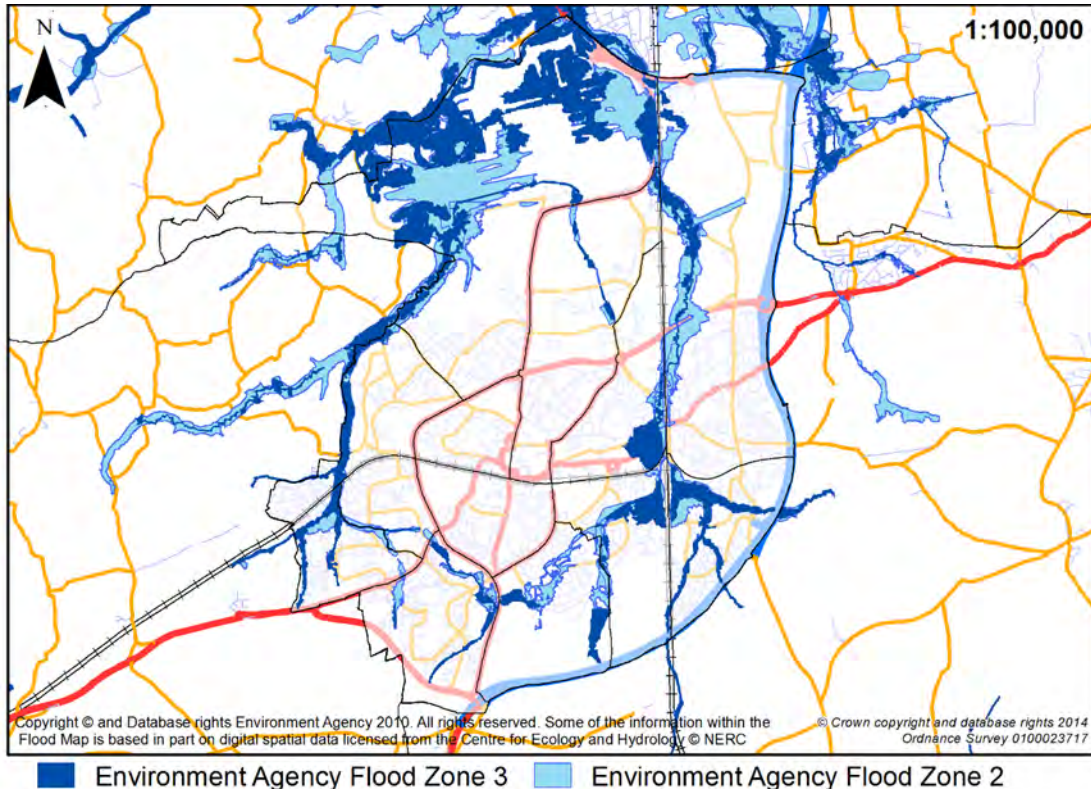 N
1:100,000
Copyright © and Database rights Environment Agency 2010. All rights reserved. Some of the information within the
Flood Map is based in part on digital spatial data licensed from the Centre for Ecology and Hydrology © NERC
© Crown copyright and database rights 2014
Ordnance Survey 0100023717
Environment Agency Flood Zone 3
Environment Agency Flood Zone 2